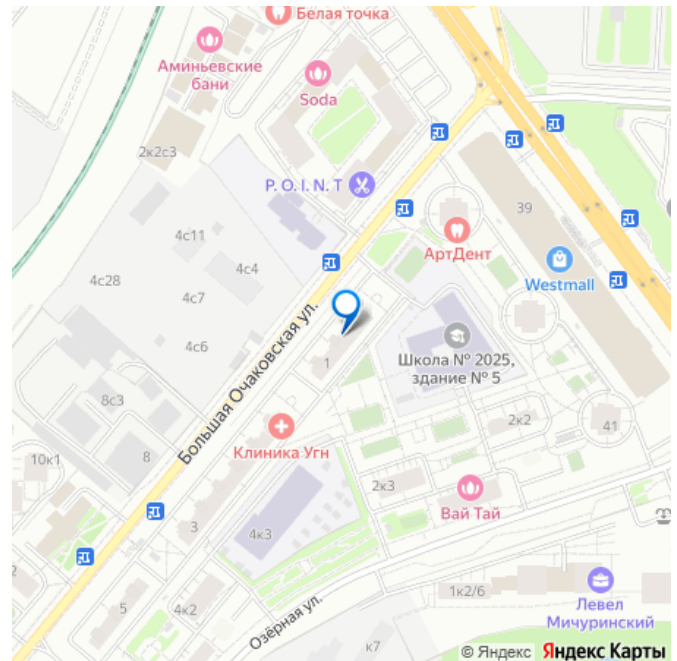 Белая точка
Аминьевские
бани
Soda
2к2с3
P. O. I. N. T
39
4с11
АртДент
4с4
Westmall
4с28
4с7
Большая Очаковская ул.
4с6
Школа № 2025,
здание № 5
1
8с3
2к2
41
Клиника Угн
10к1
8
2к3
Вай Тай
3
4к3
1к2/6
Левел
Мичуринский
5
4к2
Озёрная ул.
к7
© Яндекс Яндекс Карты